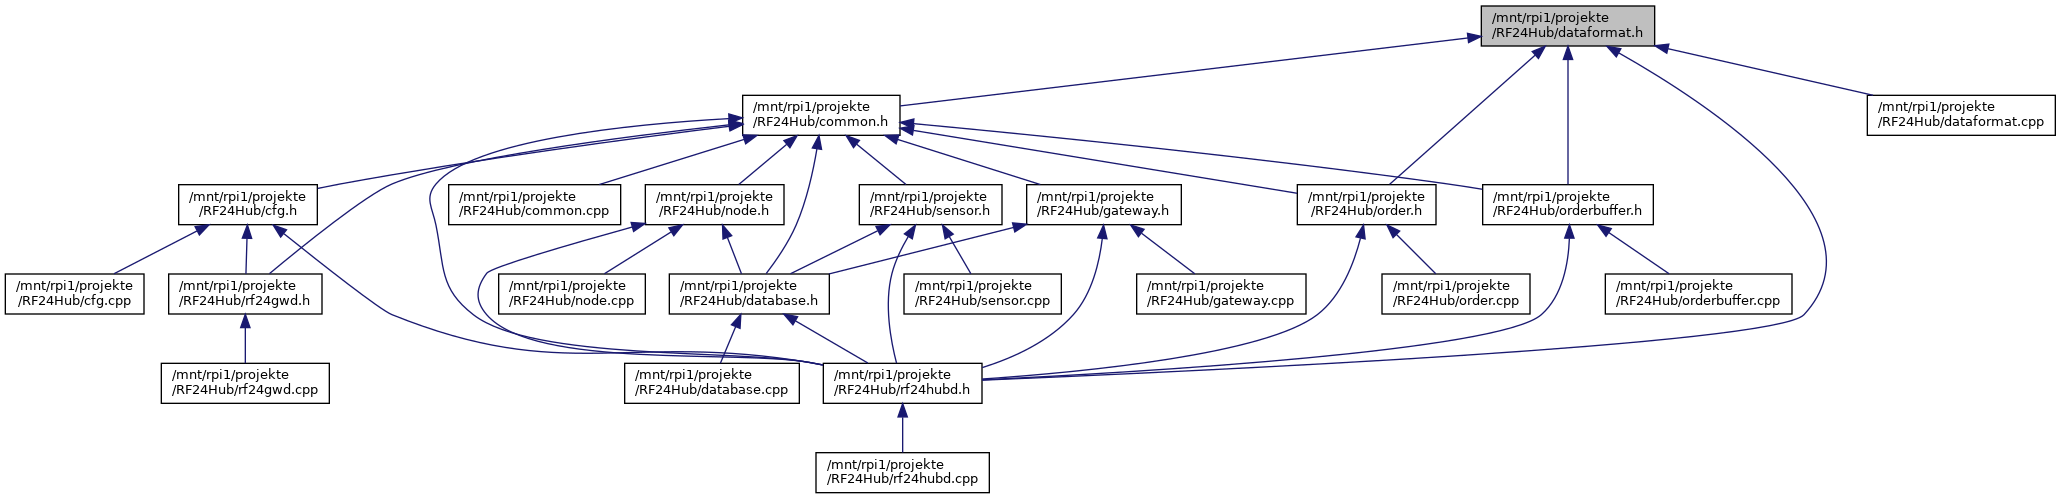 /mnt/rpi1/projekte
/RF24Hub/dataformat.h
/mnt/rpi1/projekte
/RF24Hub/common.h
/mnt/rpi1/projekte
/RF24Hub/dataformat.cpp
/mnt/rpi1/projekte
/RF24Hub/cfg.h
/mnt/rpi1/projekte
/RF24Hub/common.cpp
/mnt/rpi1/projekte
/RF24Hub/node.h
/mnt/rpi1/projekte
/RF24Hub/sensor.h
/mnt/rpi1/projekte
/RF24Hub/gateway.h
/mnt/rpi1/projekte
/RF24Hub/order.h
/mnt/rpi1/projekte
/RF24Hub/orderbuffer.h
/mnt/rpi1/projekte
/RF24Hub/cfg.cpp
/mnt/rpi1/projekte
/RF24Hub/rf24gwd.h
/mnt/rpi1/projekte
/RF24Hub/node.cpp
/mnt/rpi1/projekte
/RF24Hub/database.h
/mnt/rpi1/projekte
/RF24Hub/sensor.cpp
/mnt/rpi1/projekte
/RF24Hub/gateway.cpp
/mnt/rpi1/projekte
/RF24Hub/order.cpp
/mnt/rpi1/projekte
/RF24Hub/orderbuffer.cpp
/mnt/rpi1/projekte
/RF24Hub/rf24gwd.cpp
/mnt/rpi1/projekte
/RF24Hub/database.cpp
/mnt/rpi1/projekte
/RF24Hub/rf24hubd.h
/mnt/rpi1/projekte
/RF24Hub/rf24hubd.cpp